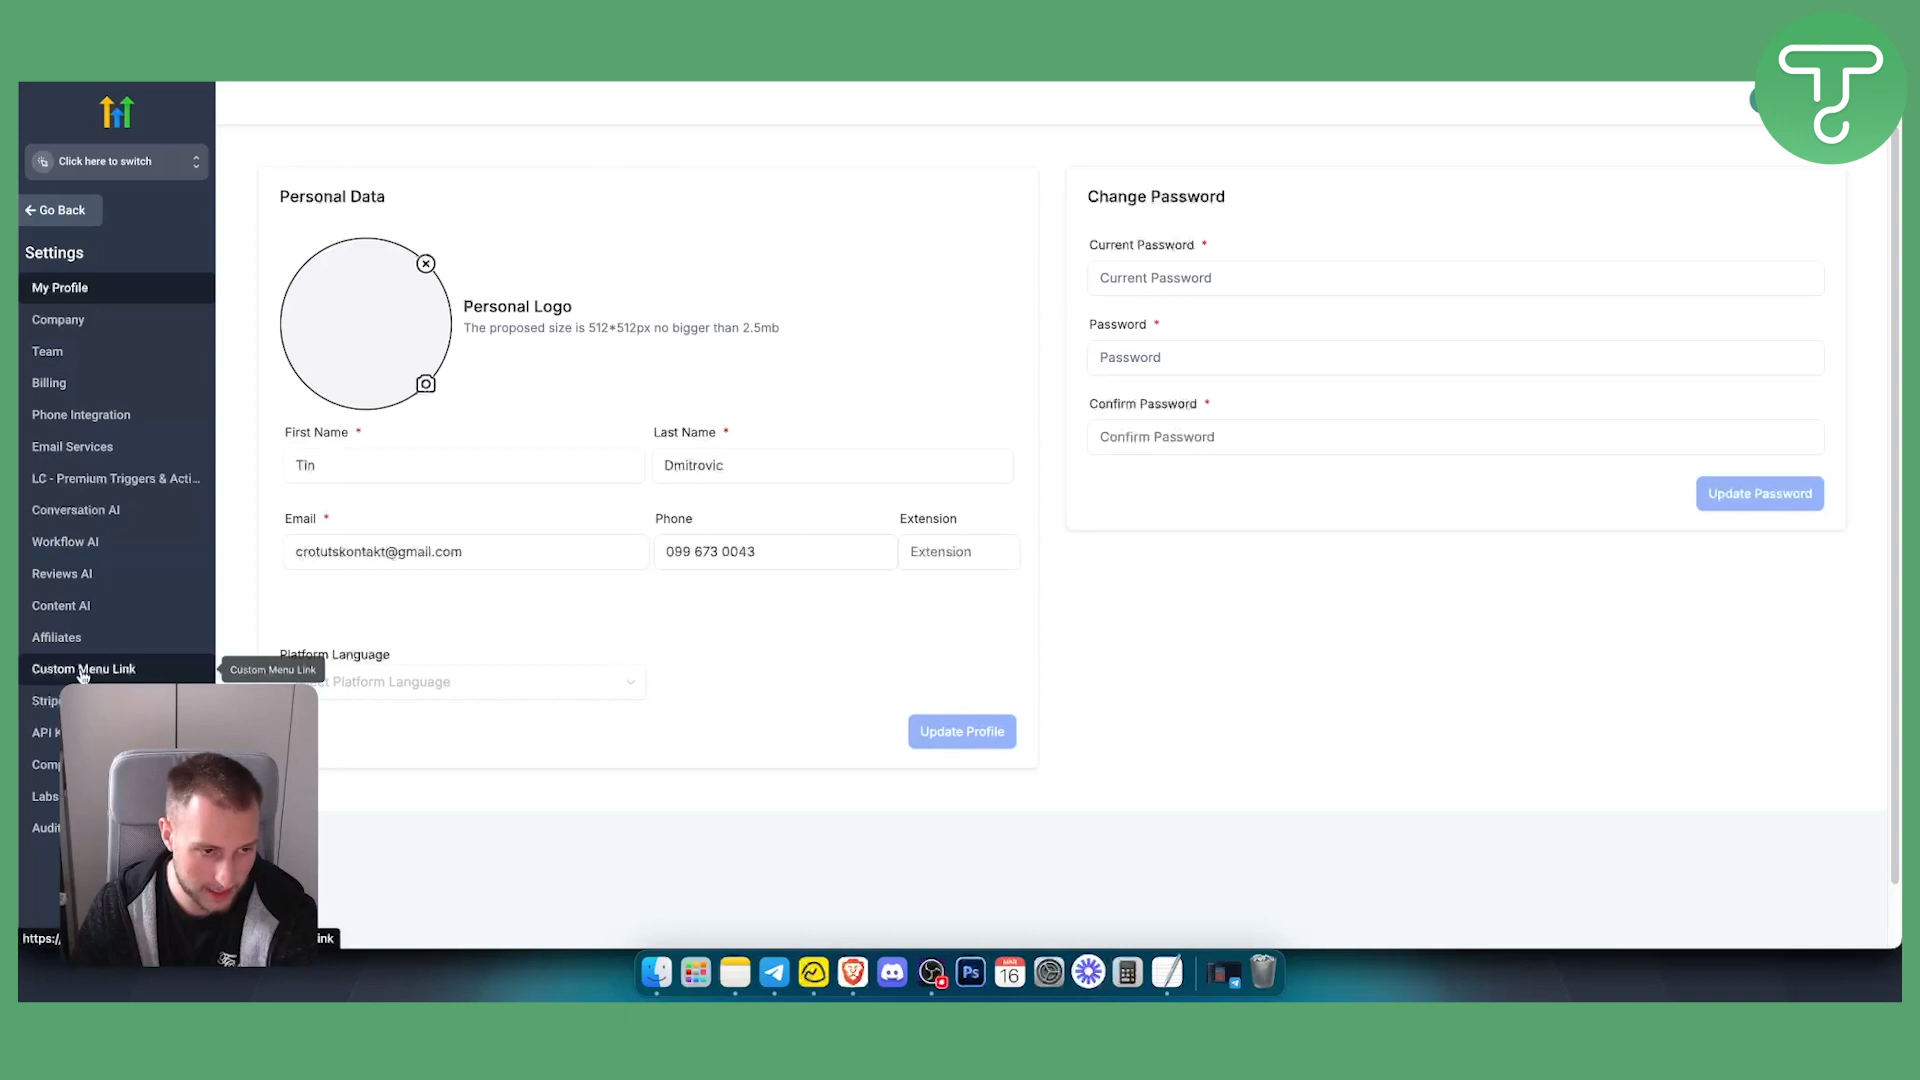 Click here to switch
Go Back
Settings
My Profile
Company
Team
Billing
Phone Integration
Email Services
LC - Premium Triggers & Acti...
Conversation AI
Workflow AI
Reviews AI
Content AI
Affiliates
Custom Menu Link
Custom Menu Link
API
Labs
Audit
https:/
ink
Personal Data
Personal Logo
The proposed size is 512*512px no bigger than 2.5mb
First Name *
Last Name *
Tin
Dmitrovic
Email *
Phone
Extension
crotutskontakt@gmail.com
099 673 0043
Extension
Platform Language
Platform Language
Update Profile
Change Password
Current Password *
Current Password
Password *
Password
Confirm Password *
Confirm Password
Update Password
Ps
MAR
16